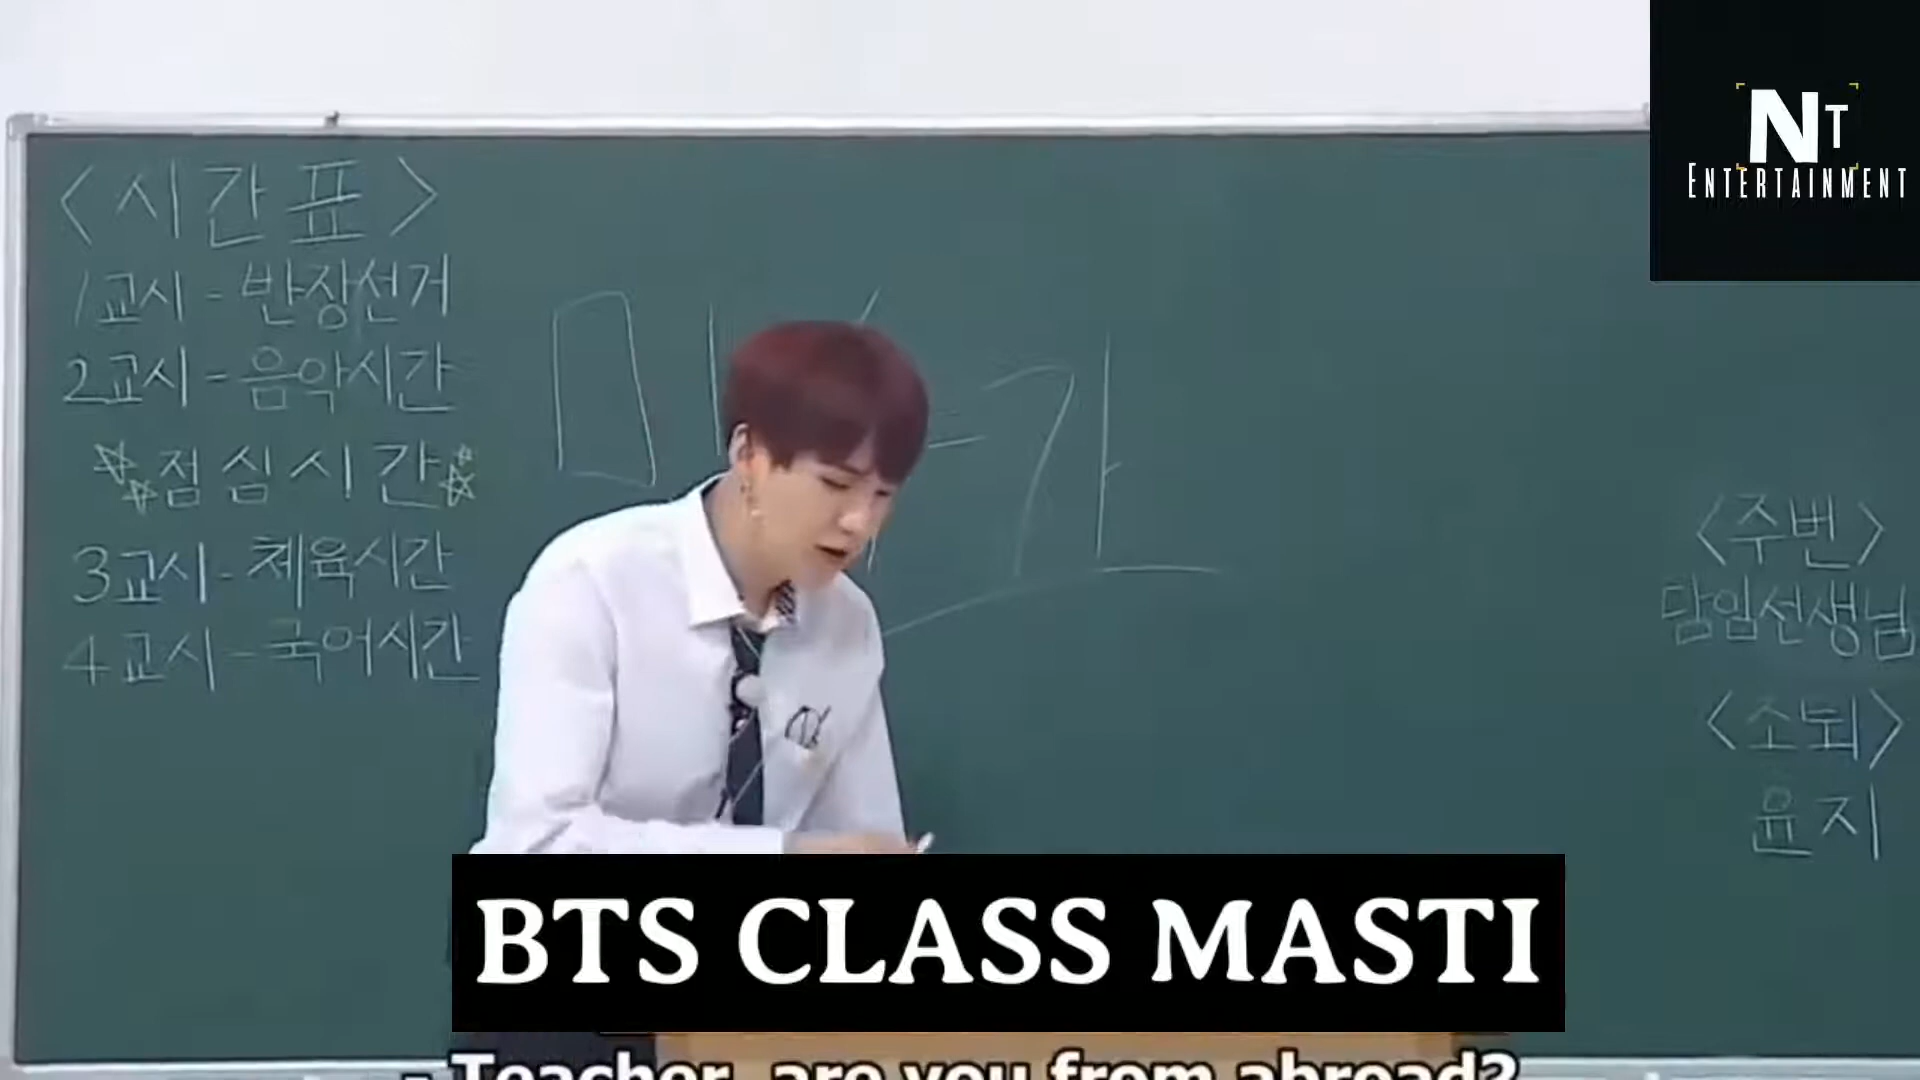 <시간표>
1교시 - 반장선거
2교시 - 음악시간
점심시간
3교시 - 체육시간
4교시 - 국어시간
<주번>
담임선생님
<소퇴>
윤지
NT
ENTERTAINMENT
BTS CLASS MASTI
- Teacher, are you from abroad?